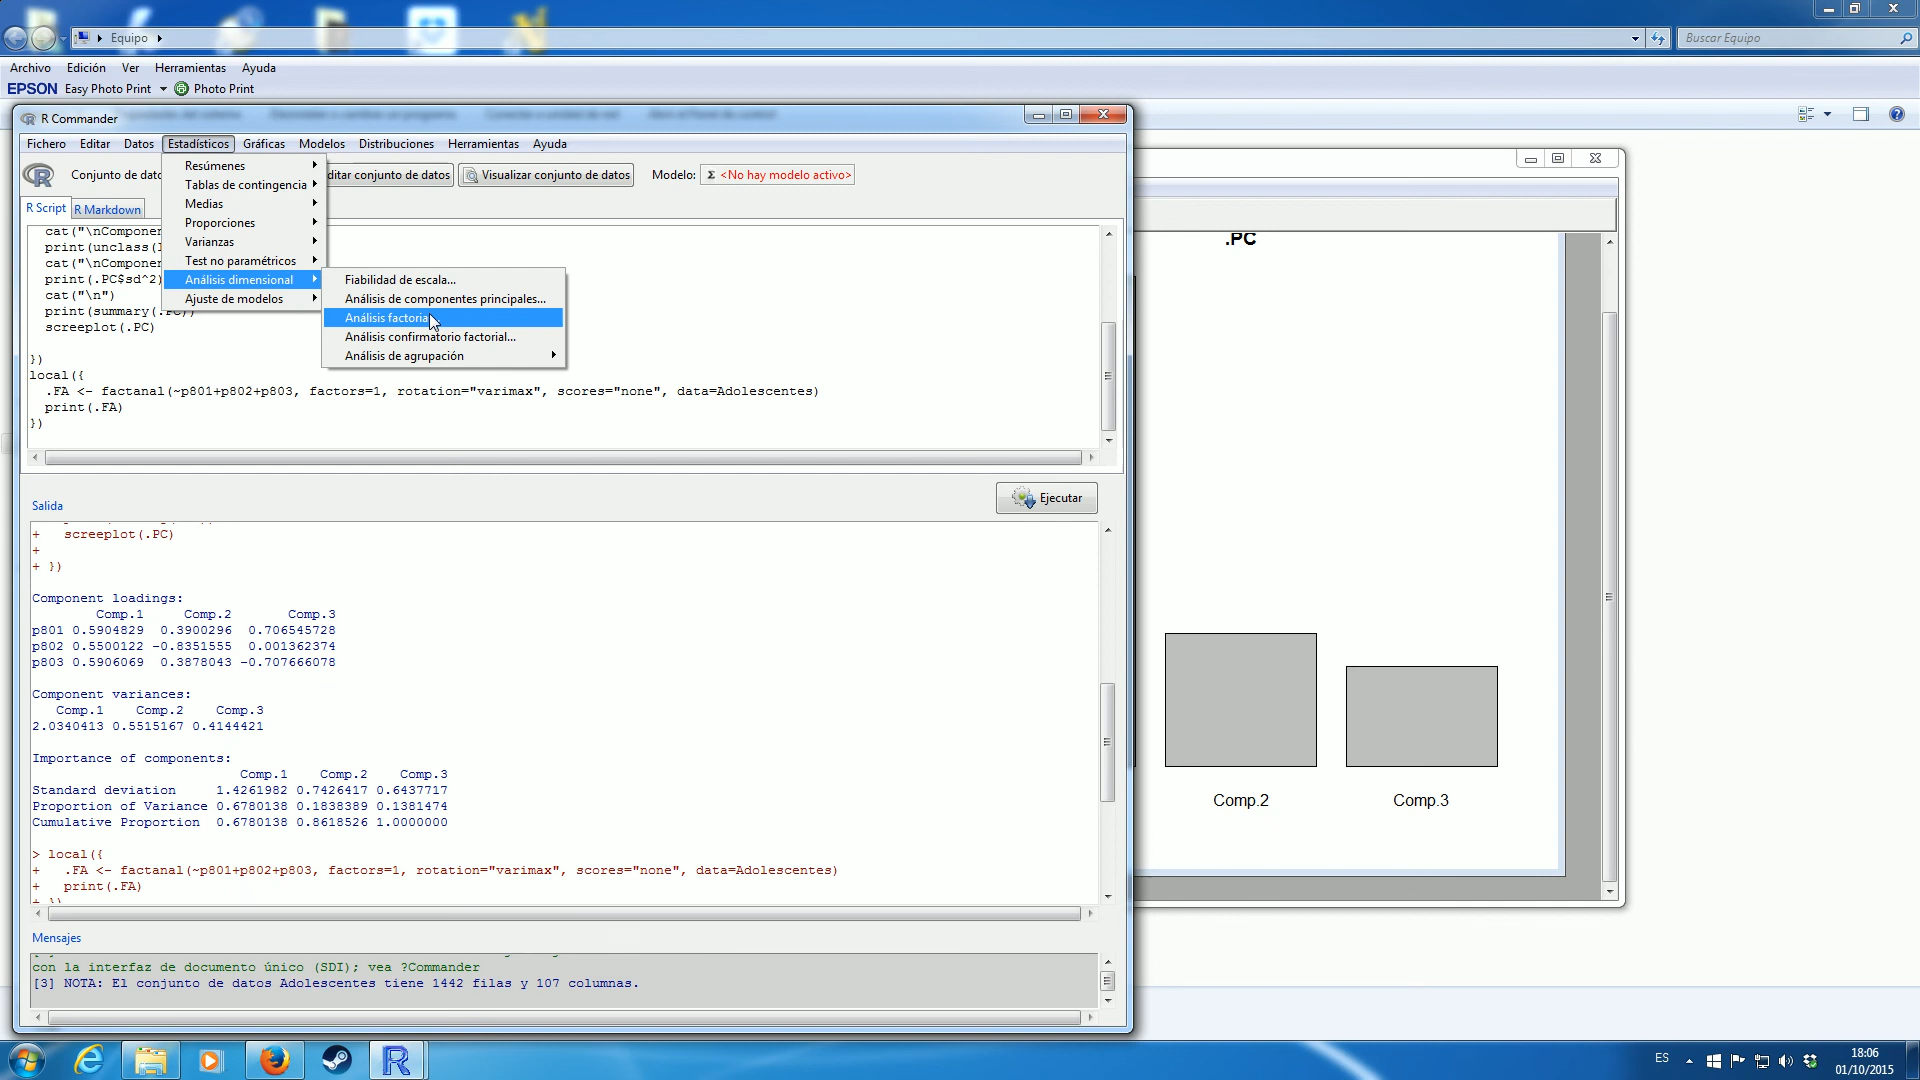 Equipo
Buscar Equipo
Archivo Edición Ver Herramientas Ayuda
EPSON Easy Photo Print Photo Print
R Commander
Fichero Editar Datos Estadísticos Gráficas Modelos Distribuciones Herramientas Ayuda
Conjunto de dato ditar conjunto de datos Visualizar conjunto de datos Modelo: Σ <No hay modelo activo>
R Script R Markdown
Resúmenes
Tablas de contingencia
Medias
Proporciones
Varianzas
Test no paramétricos
Análisis dimensional
Ajuste de modelos
Fiabilidad de escala...
Análisis de componentes principales...
Análisis factoria
Análisis confirmatorio factorial...
Análisis de agrupación
cat("\nComponen
print(unclass(l
cat("\nComponen
print(.PC$sd^2)
cat("\n")
print(summary(.PC))
screeplot(.PC)
})
local({
.FA <- factanal(~p801+p802+p803, factors=1, rotation="varimax", scores="none", data=Adolescentes)
print(.FA)
})
Ejecutar
Salida
+ screeplot(.PC)
+
+ })
Component loadings:
Comp.1 Comp.2 Comp.3
p801 0.5904829 0.3900296 0.706545728
p802 0.5500122 -0.8351555 0.001362374
p803 0.5906069 0.3878043 -0.707666078
Component variances:
Comp.1 Comp.2 Comp.3
2.0340413 0.5515167 0.4144421
Importance of components:
Comp.1 Comp.2 Comp.3
Standard deviation 1.4261982 0.7426417 0.6437717
Proportion of Variance 0.6780138 0.1838389 0.1381474
Cumulative Proportion 0.6780138 0.8618526 1.0000000
> local({
+ .FA <- factanal(~p801+p802+p803, factors=1, rotation="varimax", scores="none", data=Adolescentes)
+ print(.FA)
+ })
Mensajes
con la interfaz de documento único (SDI); vea ?Commander
[3] NOTA: El conjunto de datos Adolescentes tiene 1442 filas y 107 columnas.
.PC
Comp.2 Comp.3
ES
18:06
01/10/2015